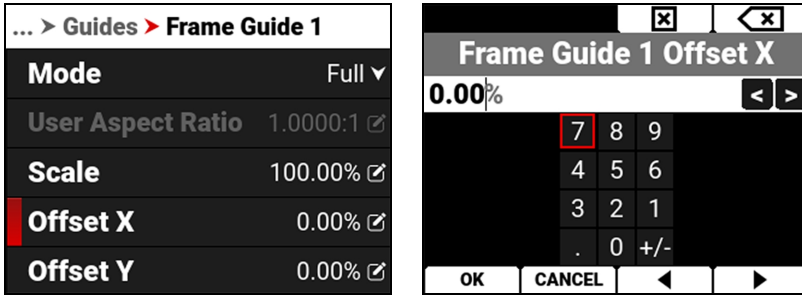 ... > Guides > Frame Guide 1
Mode Full
User Aspect Ratio 1.0000:1
Scale 100.00%
Offset X 0.00%
Offset Y 0.00%
Frame Guide 1 Offset X
0.00% < >
7 8 9
4 5 6
3 2 1
. 0 +/-
OK CANCEL